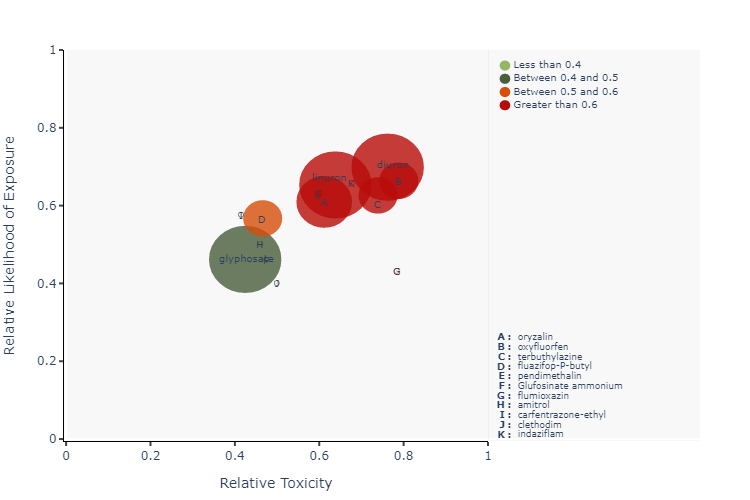 1
0.8
0.6
0.4
0.2
0
0
0.2
0.4
0.6
0.8
1
Relative Likelihood of Exposure
Relative Toxicity
Less than 0.4
Between 0.4 and 0.5
Between 0.5 and 0.6
Greater than 0.6
diuron
linuron
K
B
E
A
C
I
D
H
glyphosate
F
G
J
A : oryzalin
B : oxyfluorfen
C : terbuthylazine
D : fluazifop-P-butyl
E : pendimethalin
F : Glufosinate ammonium
G : flumioxazin
H : amitrol
I : carfentrazone-ethyl
J : clethodim
K : indaziflam